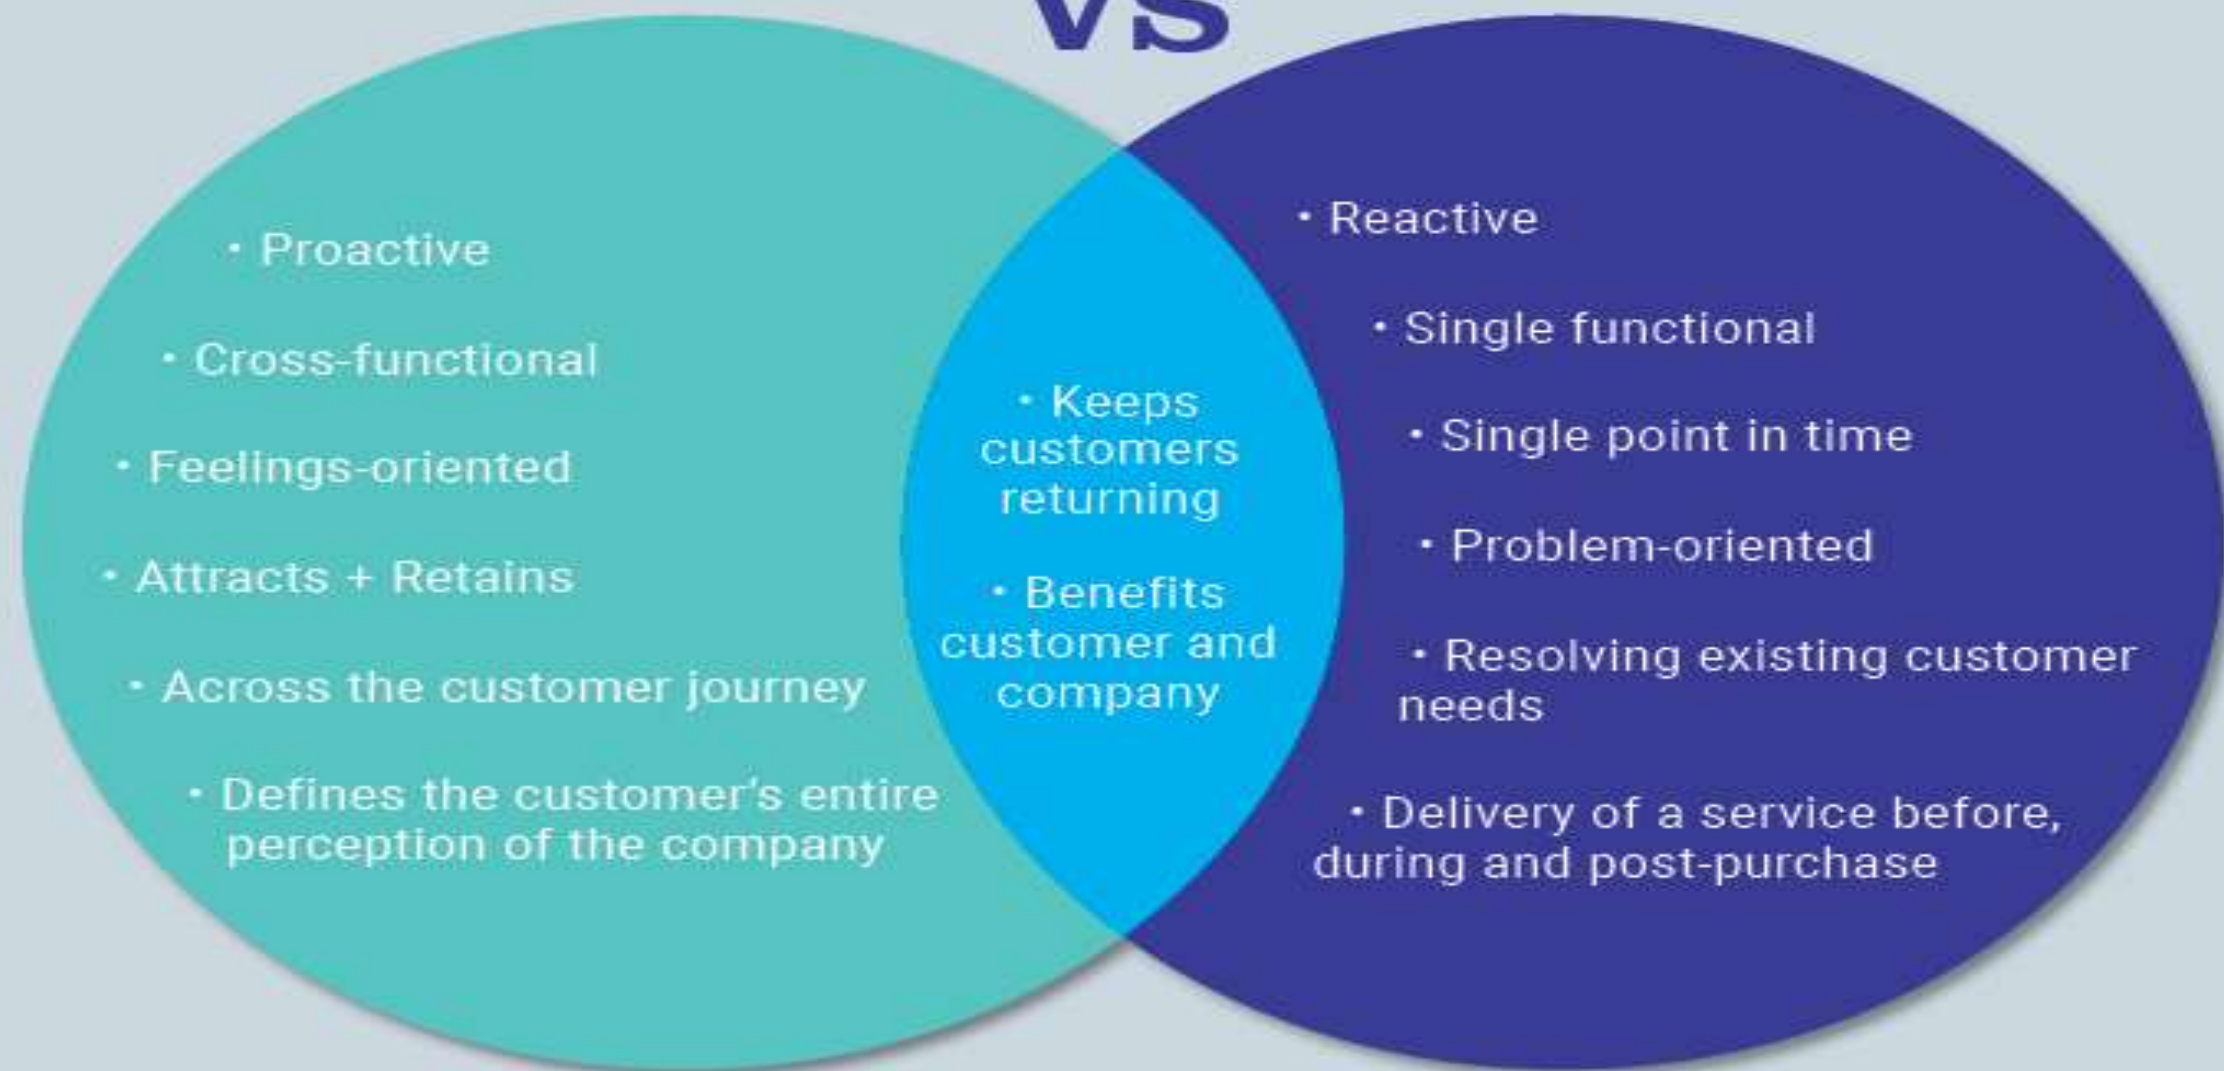 vs
· Proactive
· Cross-functional
· Feelings-oriented
· Attracts + Retains
· Across the customer journey
· Defines the customer's entire
perception of the company
· Keeps
customers
returning
· Benefits
customer and
company
· Reactive
· Single functional
· Single point in time
· Problem-oriented
· Resolving existing customer
needs
· Delivery of a service before,
during and post-purchase